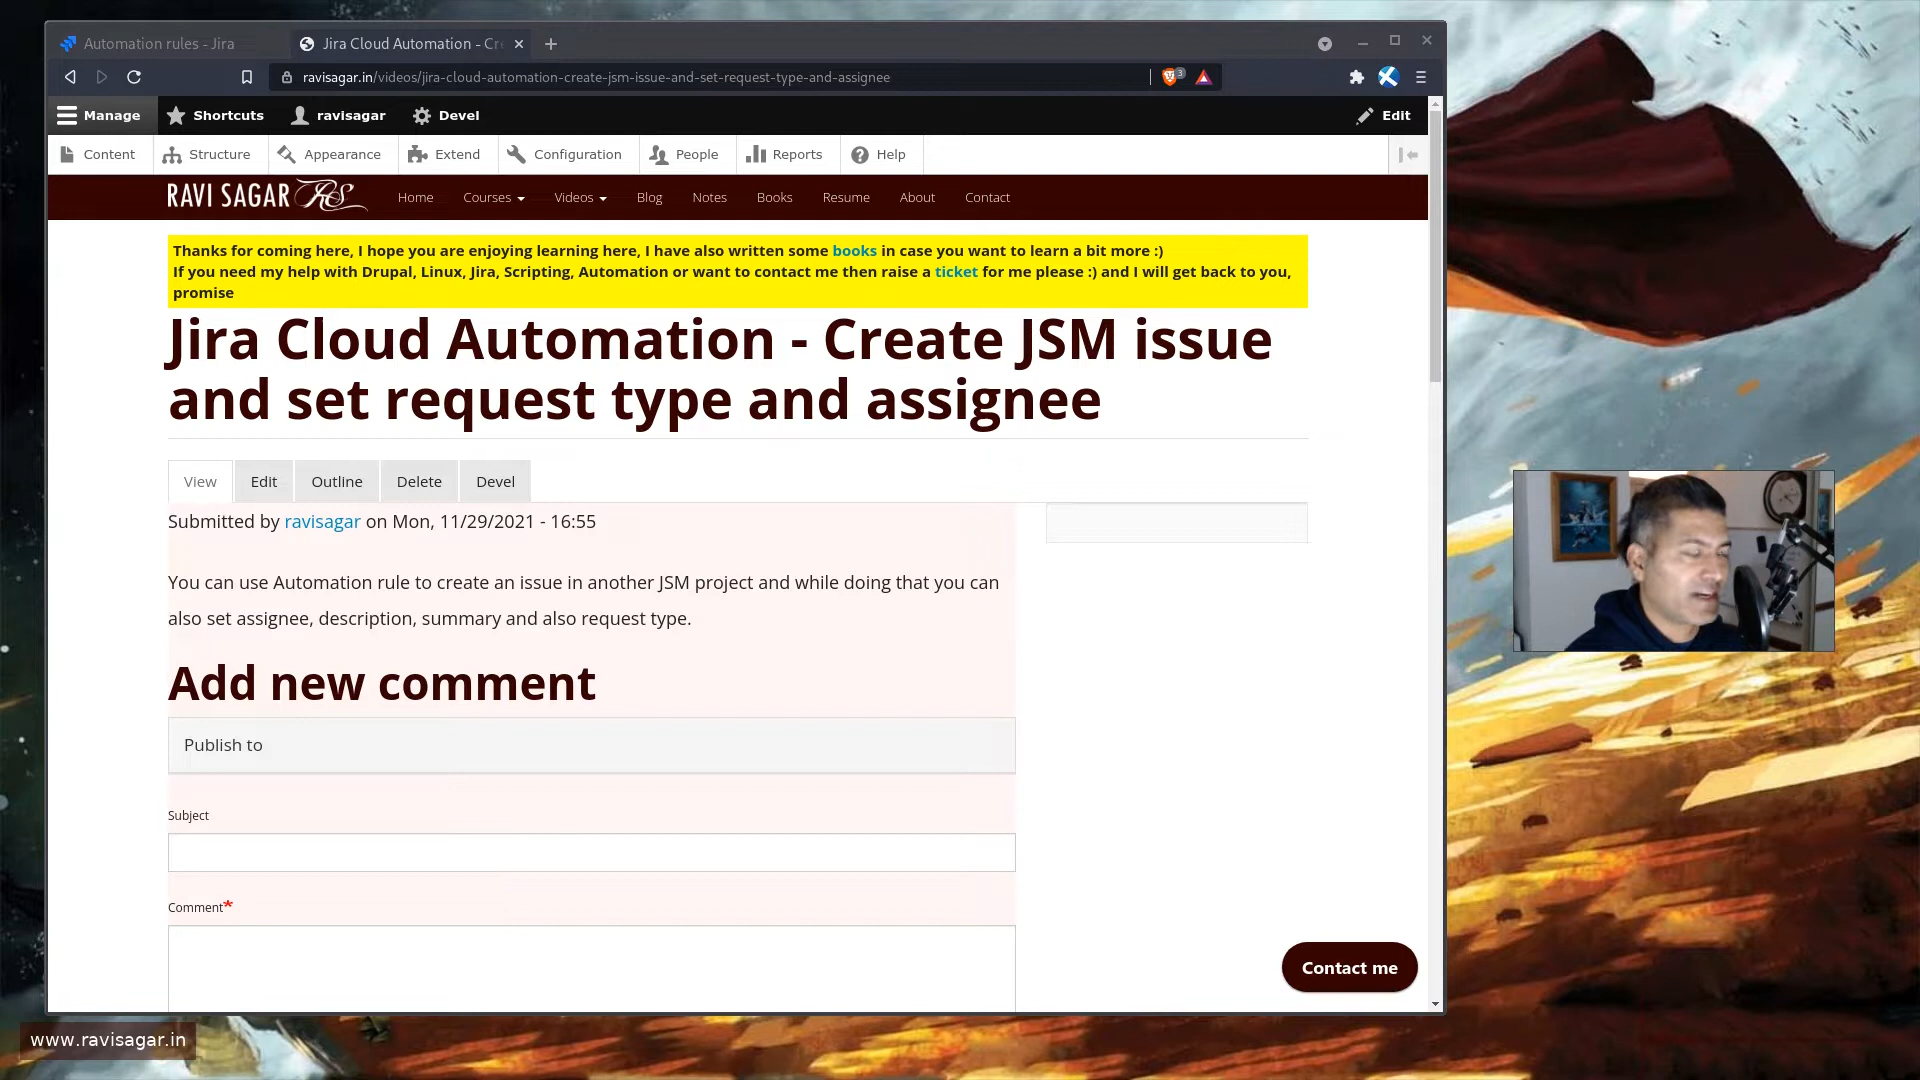 Automation rules - Jira
Jira Cloud Automation - Cre
ravisagar.in/videos/jira-cloud-automation-create-jsm-issue-and-set-request-type-and-assignee
3
Manage
Shortcuts
ravisagar
Devel
Edit
Content
Structure
Appearance
Extend
Configuration
People
Reports
Help
RAVI SAGAR RS
Home
Courses
Videos
Blog
Notes
Books
Resume
About
Contact
Thanks for coming here, I hope you are enjoying learning here, I have also written some books in case you want to learn a bit more :)
If you need my help with Drupal, Linux, Jira, Scripting, Automation or want to contact me then raise a ticket for me please :) and I will get back to you,
promise
Jira Cloud Automation - Create JSM issue
and set request type and assignee
View
Edit
Outline
Delete
Devel
Submitted by ravisagar on Mon, 11/29/2021 - 16:55
You can use Automation rule to create an issue in another JSM project and while doing that you can
also set assignee, description, summary and also request type.
Add new comment
Publish to
Subject
Comment*
Contact me
www.ravisagar.in